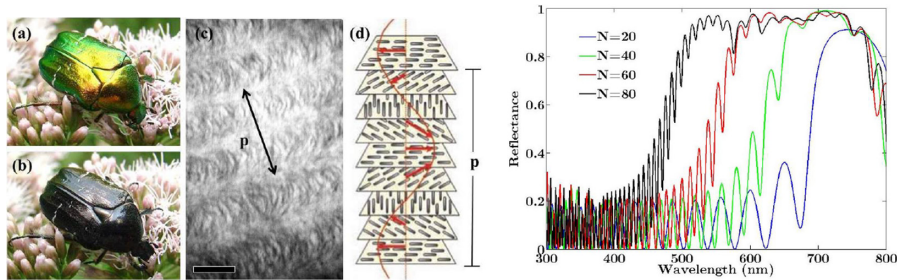 (a)
(b)
(c)
p
(d)
p
N=20
N=40
N=60
N=80
Reflectance
1
0.8
0.6
0.4
0.2
0
300 400 500 600 700 800
Wavelength (nm)